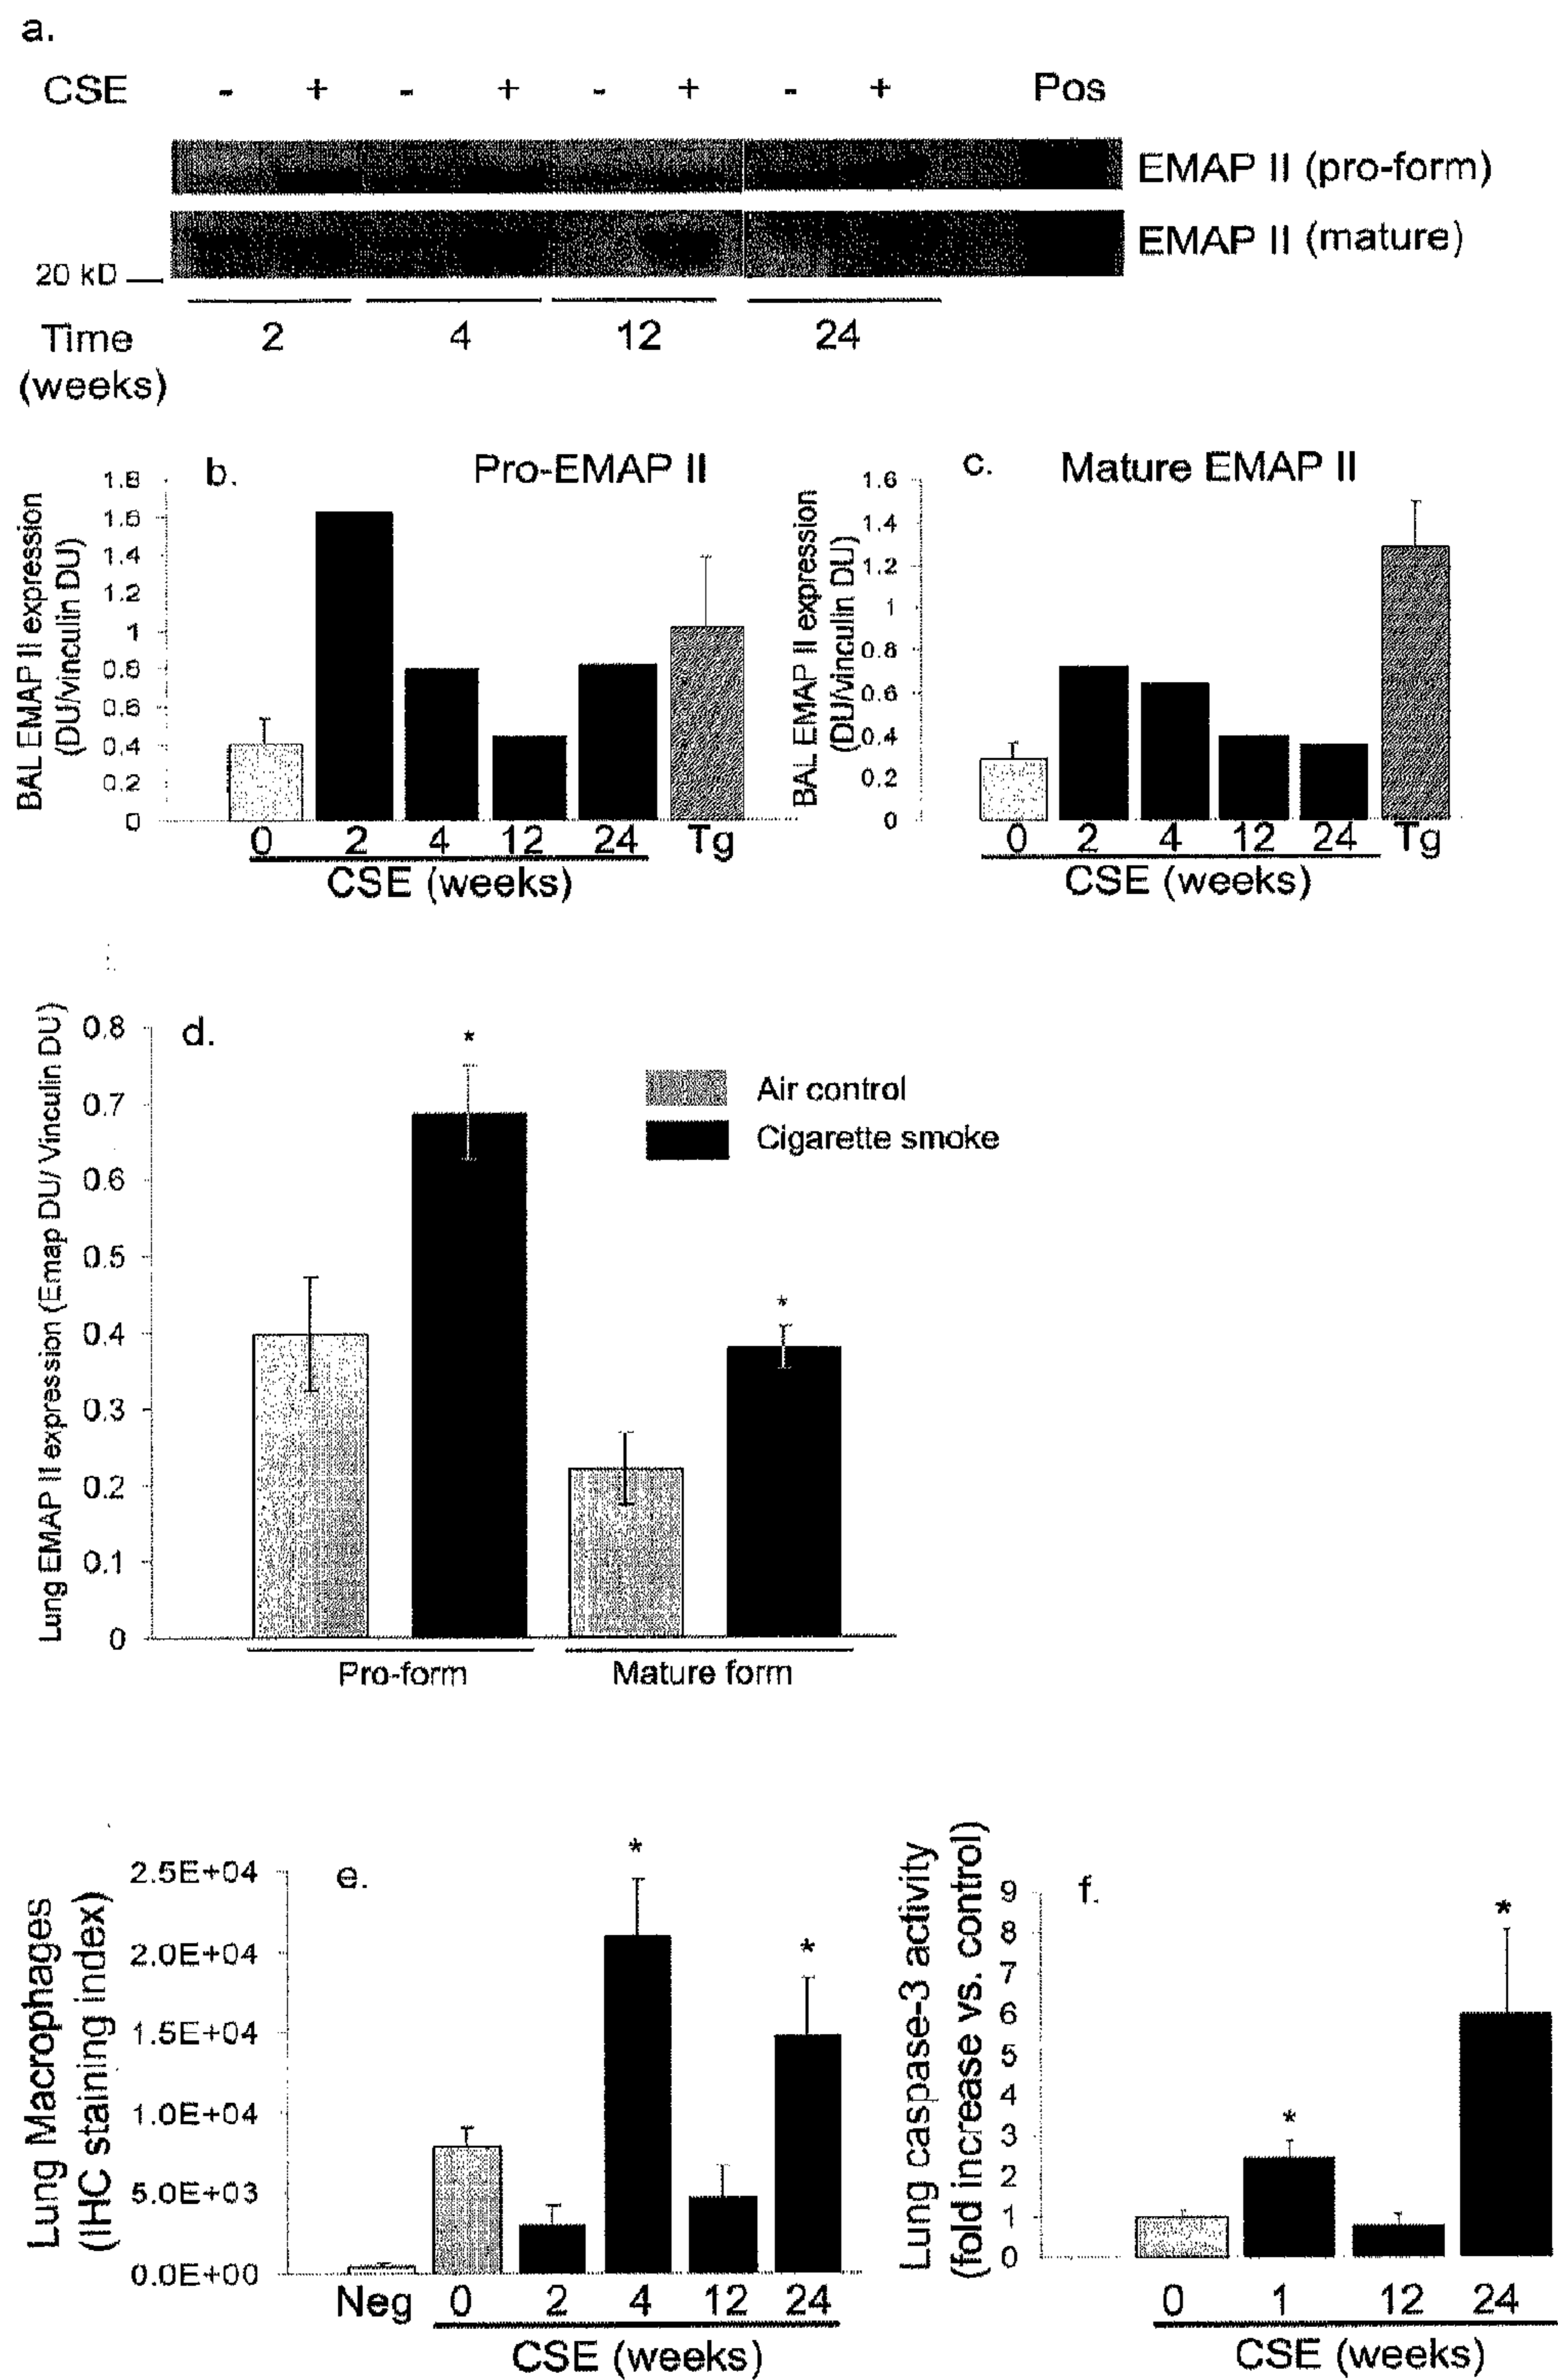 a.
CSE - + - + - + - + Pos
EMAP II (pro-form)
EMAP II (mature)
20 kD
Time (weeks) 2 4 12 24
b. Pro-EMAP II
BAL EMAP II expression
(DU/vinculin DU)
1.8
1.6
1.4
1.2
1
0.8
0.6
0.4
0.2
0
0 2 4 12 24 Tg
CSE (weeks)
c. Mature EMAP II
BAL EMAP II expression
(DU/vinculin DU)
1.6
1.4
1.2
1
0.8
0.6
0.4
0.2
0
0 2 4 12 24 Tg
CSE (weeks)
d.
Lung EMAP II expression (Emap DU/ Vinculin DU)
0.8
0.7
0.6
0.5
0.4
0.3
0.2
0.1
0
* *
Air control
Cigarette smoke
Pro-form Mature form
e.
Lung Macrophages
(IHC staining index)
2.5E+04
2.0E+04
1.5E+04
1.0E+04
5.0E+03
0.0E+00
* *
Neg 0 2 4 12 24
CSE (weeks)
f.
Lung caspase-3 activity
(fold increase vs. control)
9
8
7
6
5
4
3
2
1
0
* *
0 1 12 24
CSE (weeks)